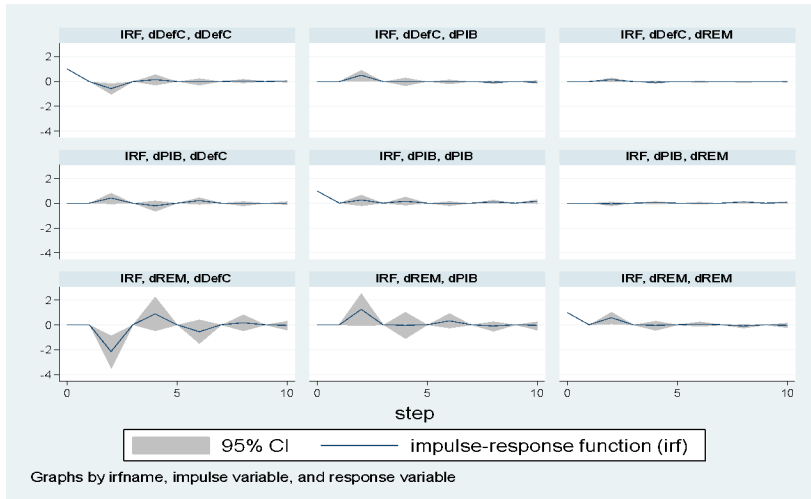 IRF, dDefC, dDefC
IRF, dDefC, dPIB
IRF, dDefC, dREM
2
0
-2
-4
IRF, dPIB, dDefC
IRF, dPIB, dPIB
IRF, dPIB, dREM
2
0
-2
-4
IRF, dREM, dDefC
IRF, dREM, dPIB
IRF, dREM, dREM
2
0
-2
-4
0 5 10
0 5 10
0 5 10
step
95% CI
impulse-response function (irf)
Graphs by irfname, impulse variable, and response variable